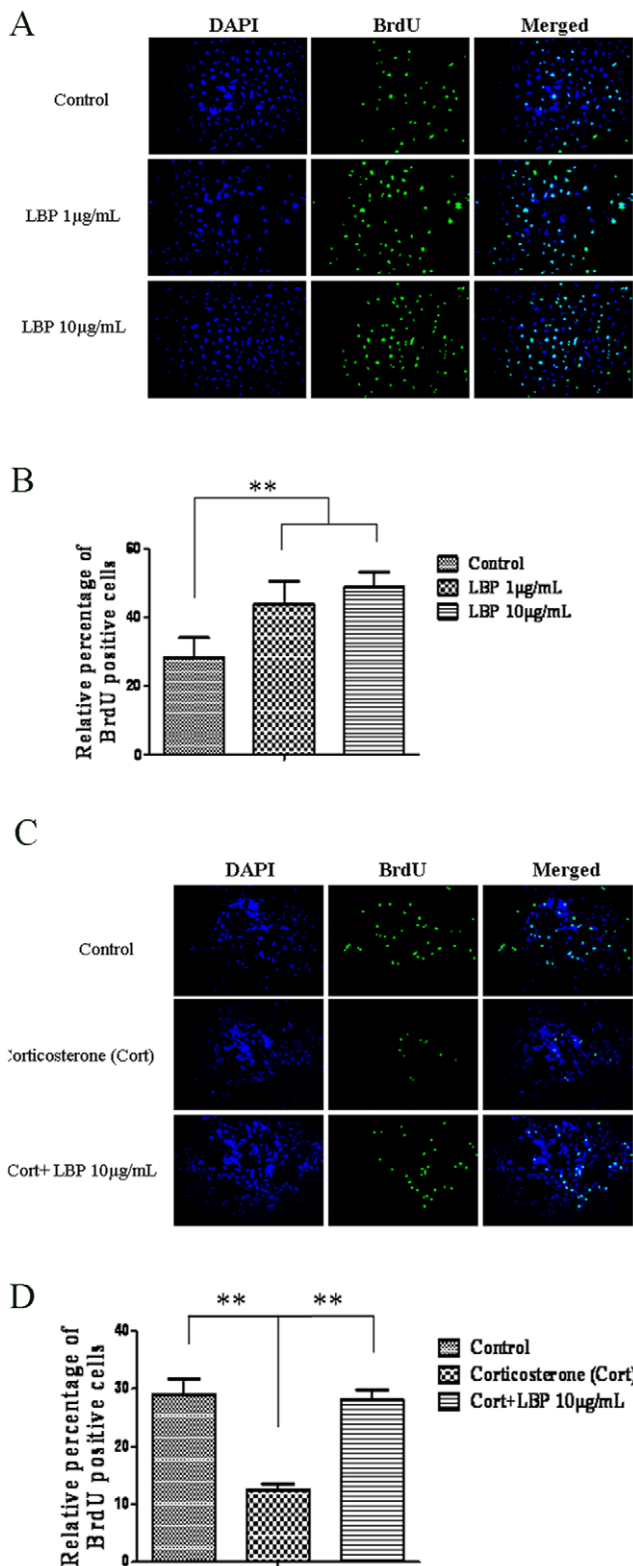 A
DAPI BrdU Merged
Control
LBP 1µg/mL
LBP 10µg/mL
B
**
Relative percentage of
BrdU positive cells
60
40
20
0
Control
LBP 1µg/mL
LBP 10µg/mL
C
DAPI BrdU Merged
Control
Corticosterone (Cort)
Cort+ LBP 10µg/mL
D
** **
Relative percentage of
BrdU positive cells
40
30
20
10
0
Control
Corticosterone (Cort)
Cort+LBP 10µg/mL